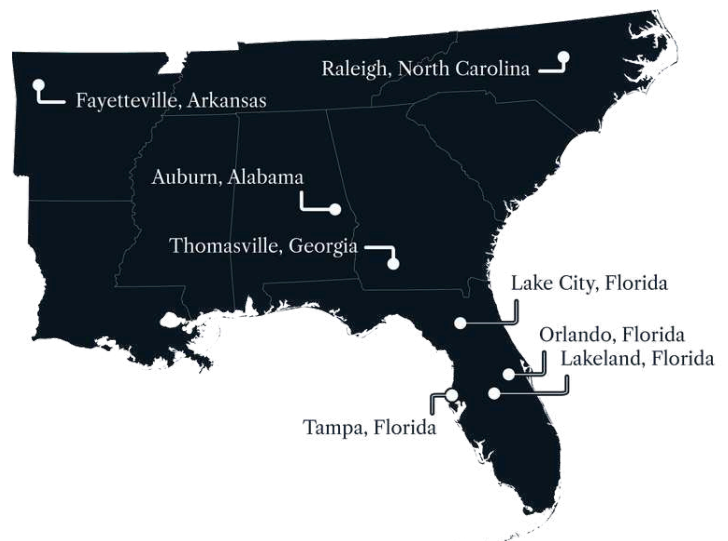 Raleigh, North Carolina
Fayetteville, Arkansas
Auburn, Alabama
Thomasville, Georgia
Lake City, Florida
Orlando, Florida
Lakeland, Florida
Tampa, Florida